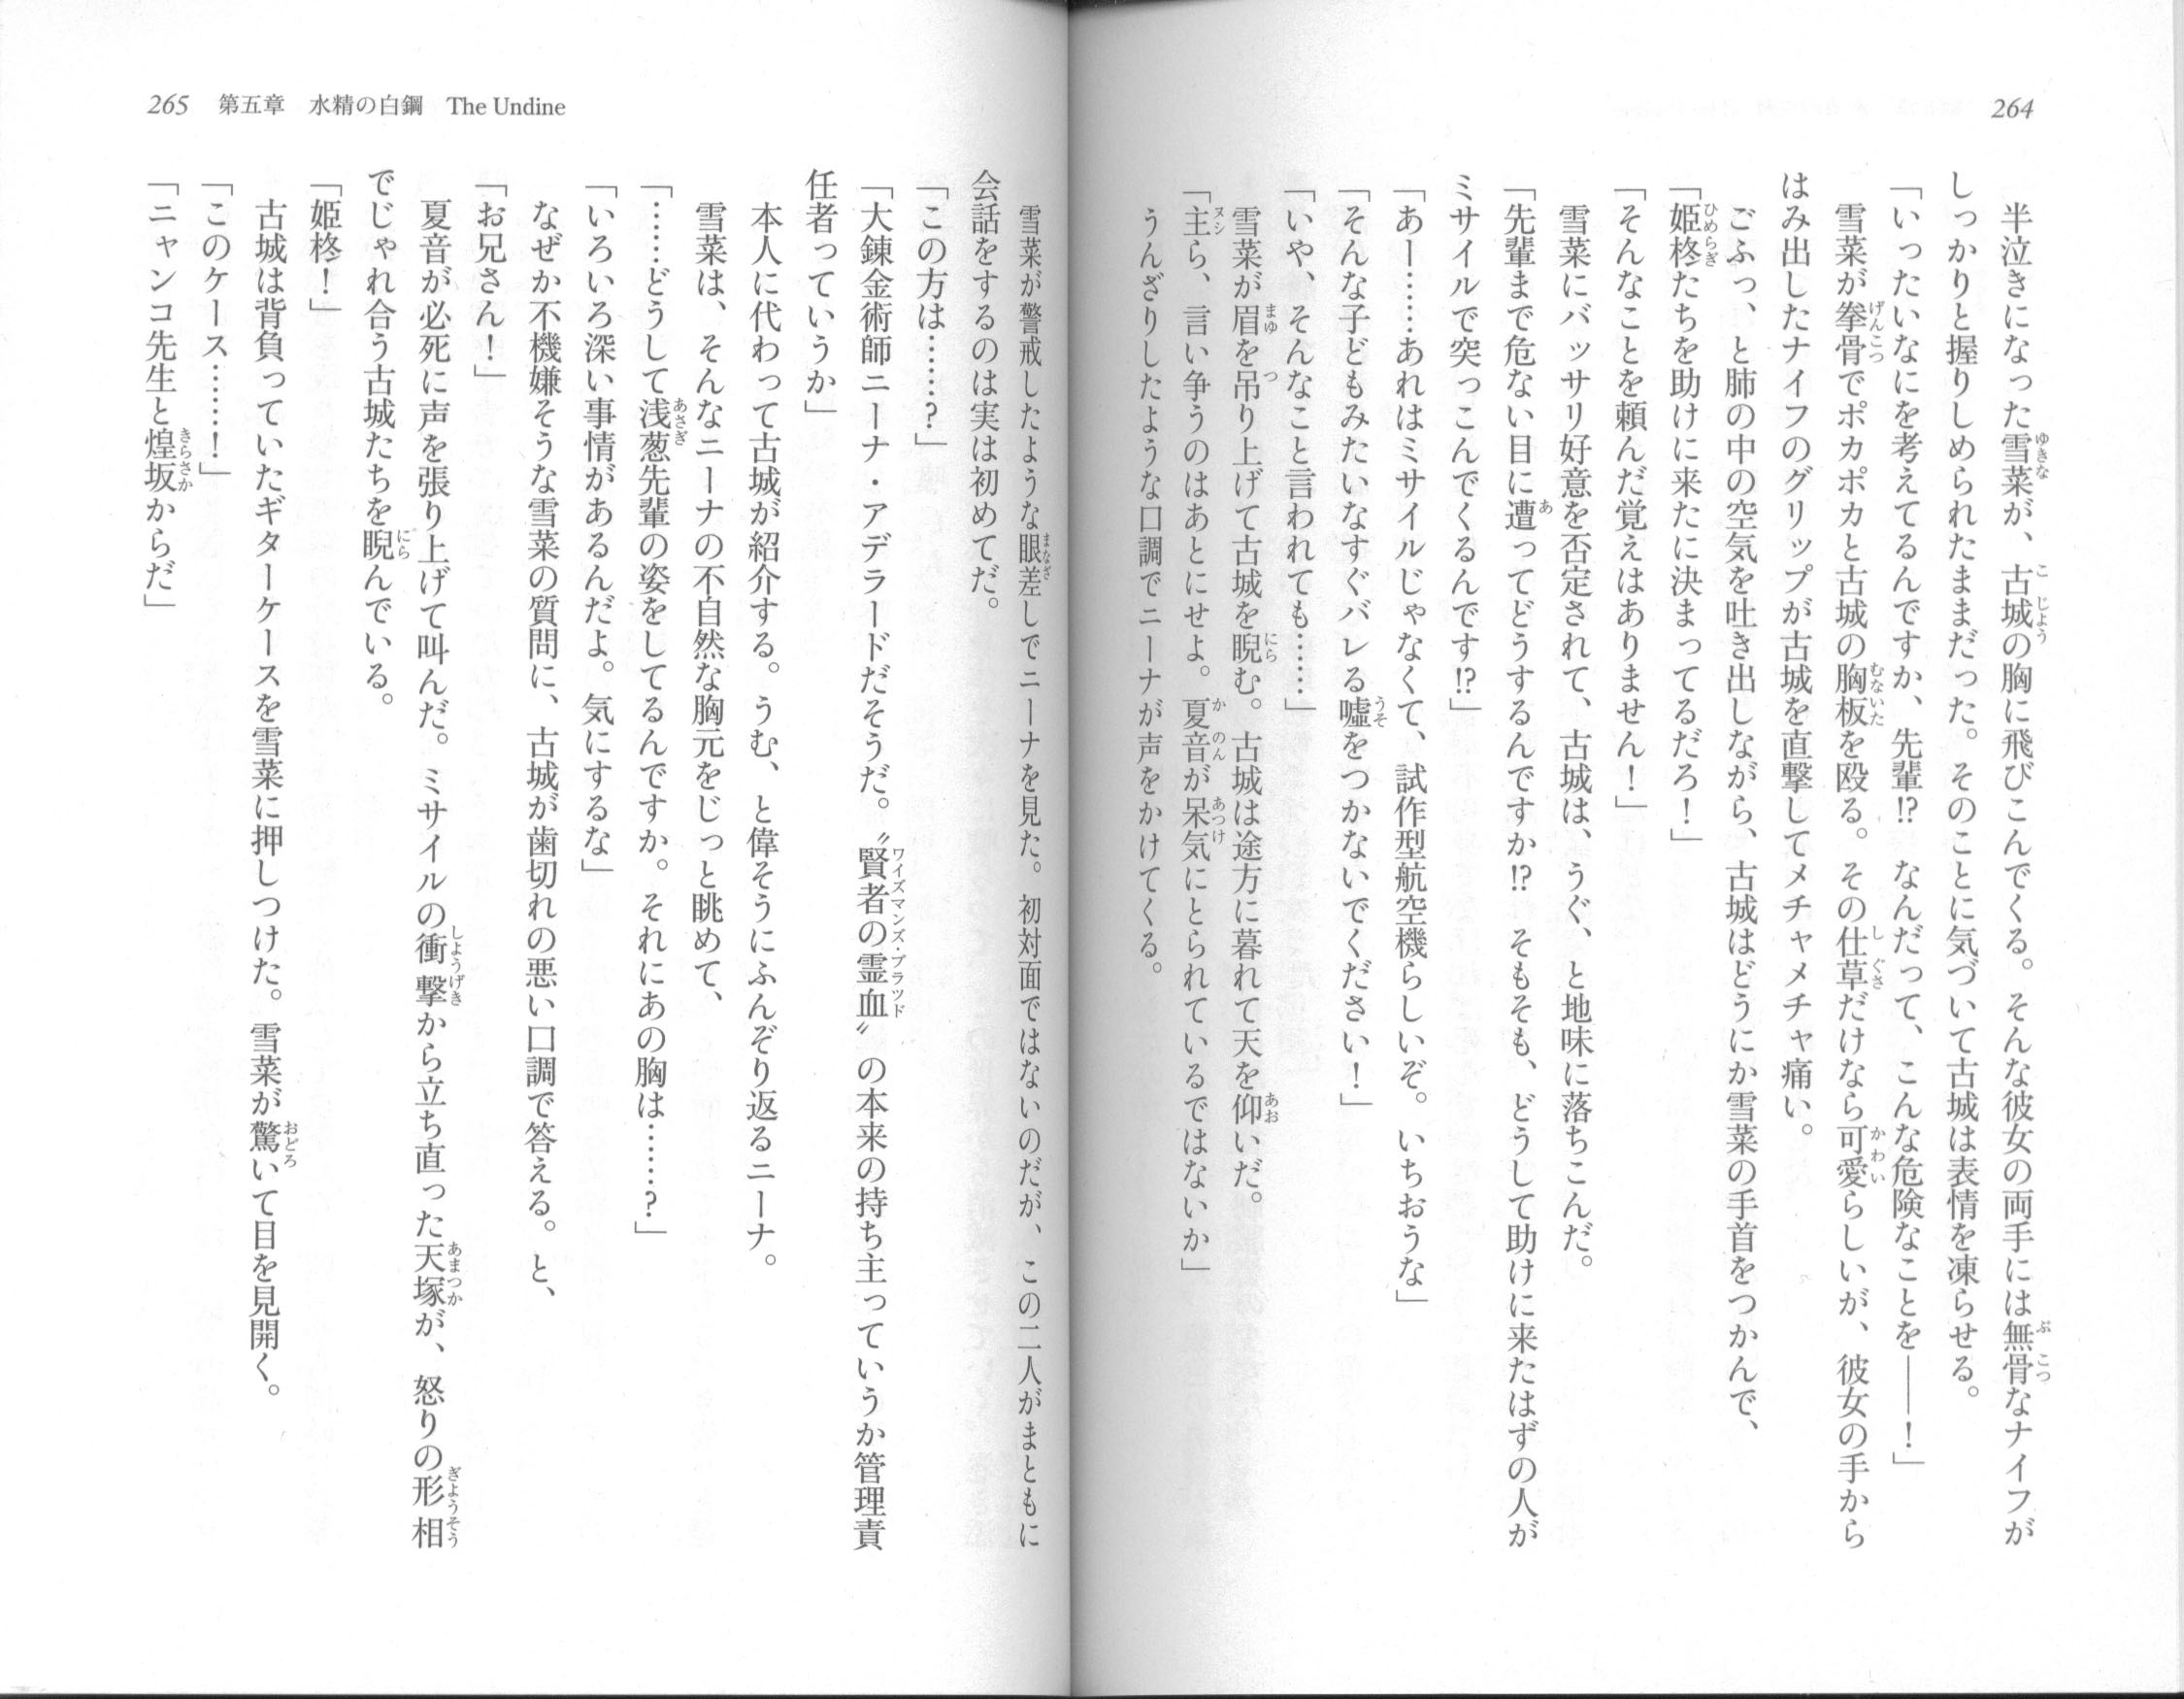 264
　半泣きになった雪菜が、古城の胸に飛びこんでくる。そんな彼女の両手には無骨なナイフが
しっかりと握りしめられたままだった。そのことに気づいて古城は表情を凍らせる。
「いったいなにを考えてるんですか、先輩!?　なんだって、こんな危険なことを――！」
　雪菜が拳骨でポカポカと古城の胸板を殴る。その仕草だけなら可愛らしいが、彼女の手から
はみ出したナイフのグリップが古城を直撃してメチャメチャ痛い。
　ごふっ、と肺の中の空気を吐き出しながら、古城はどうにか雪菜の手首をつかんで、
「姫柊たちを助けに来たに決まってるだろ！」
「そんなことを頼んだ覚えはありません！」
　雪菜にバッサリ好意を否定されて、古城は、うぐ、と地味に落ちこんだ。
「先輩まで危ない目に遭ってどうするんですか!?　そもそも、どうして助けに来たはずの人が
ミサイルで突っこんでくるんです!?」
「あー……あれはミサイルじゃなくて、試作型航空機らしいぞ。いちおうな」
「そんな子どもみたいなすぐバレる嘘をつかないでください！」
「いや、そんなこと言われても……」
　雪菜が眉を吊り上げて古城を睨む。古城は途方に暮れて天を仰いだ。
「主ら、言い争うのはあとにせよ。夏音が呆気にとられているではないか」
　うんざりしたような口調でニーナが声をかけてくる。
265　第五章　水精の白鋼　The Undine
　雪菜が警戒したような眼差しでニーナを見た。初対面ではないのだが、この二人がまともに
会話をするのは実は初めてだ。
「この方は……？」
「大錬金術師ニーナ・アデラードだそうだ。〝賢者の霊血〟の本来の持ち主っていうか管理責
任者っていうか」
　本人に代わって古城が紹介する。うむ、と偉そうにふんぞり返るニーナ。
　雪菜は、そんなニーナの不自然な胸元をじっと眺めて、
「……どうして浅葱先輩の姿をしてるんですか。それにあの胸は……？」
「いろいろ深い事情があるんだよ。気にするな」
　なぜか不機嫌そうな雪菜の質問に、古城が歯切れの悪い口調で答える。と、
「お兄さん！」
　夏音が必死に声を張り上げて叫んだ。ミサイルの衝撃から立ち直った天塚が、怒りの形相
でじゃれ合う古城たちを睨んでいる。
「姫柊！」
　古城は背負っていたギターケースを雪菜に押しつけた。雪菜が驚いて目を見開く。
「このケース……！」
「ニャンコ先生と煌坂からだ」